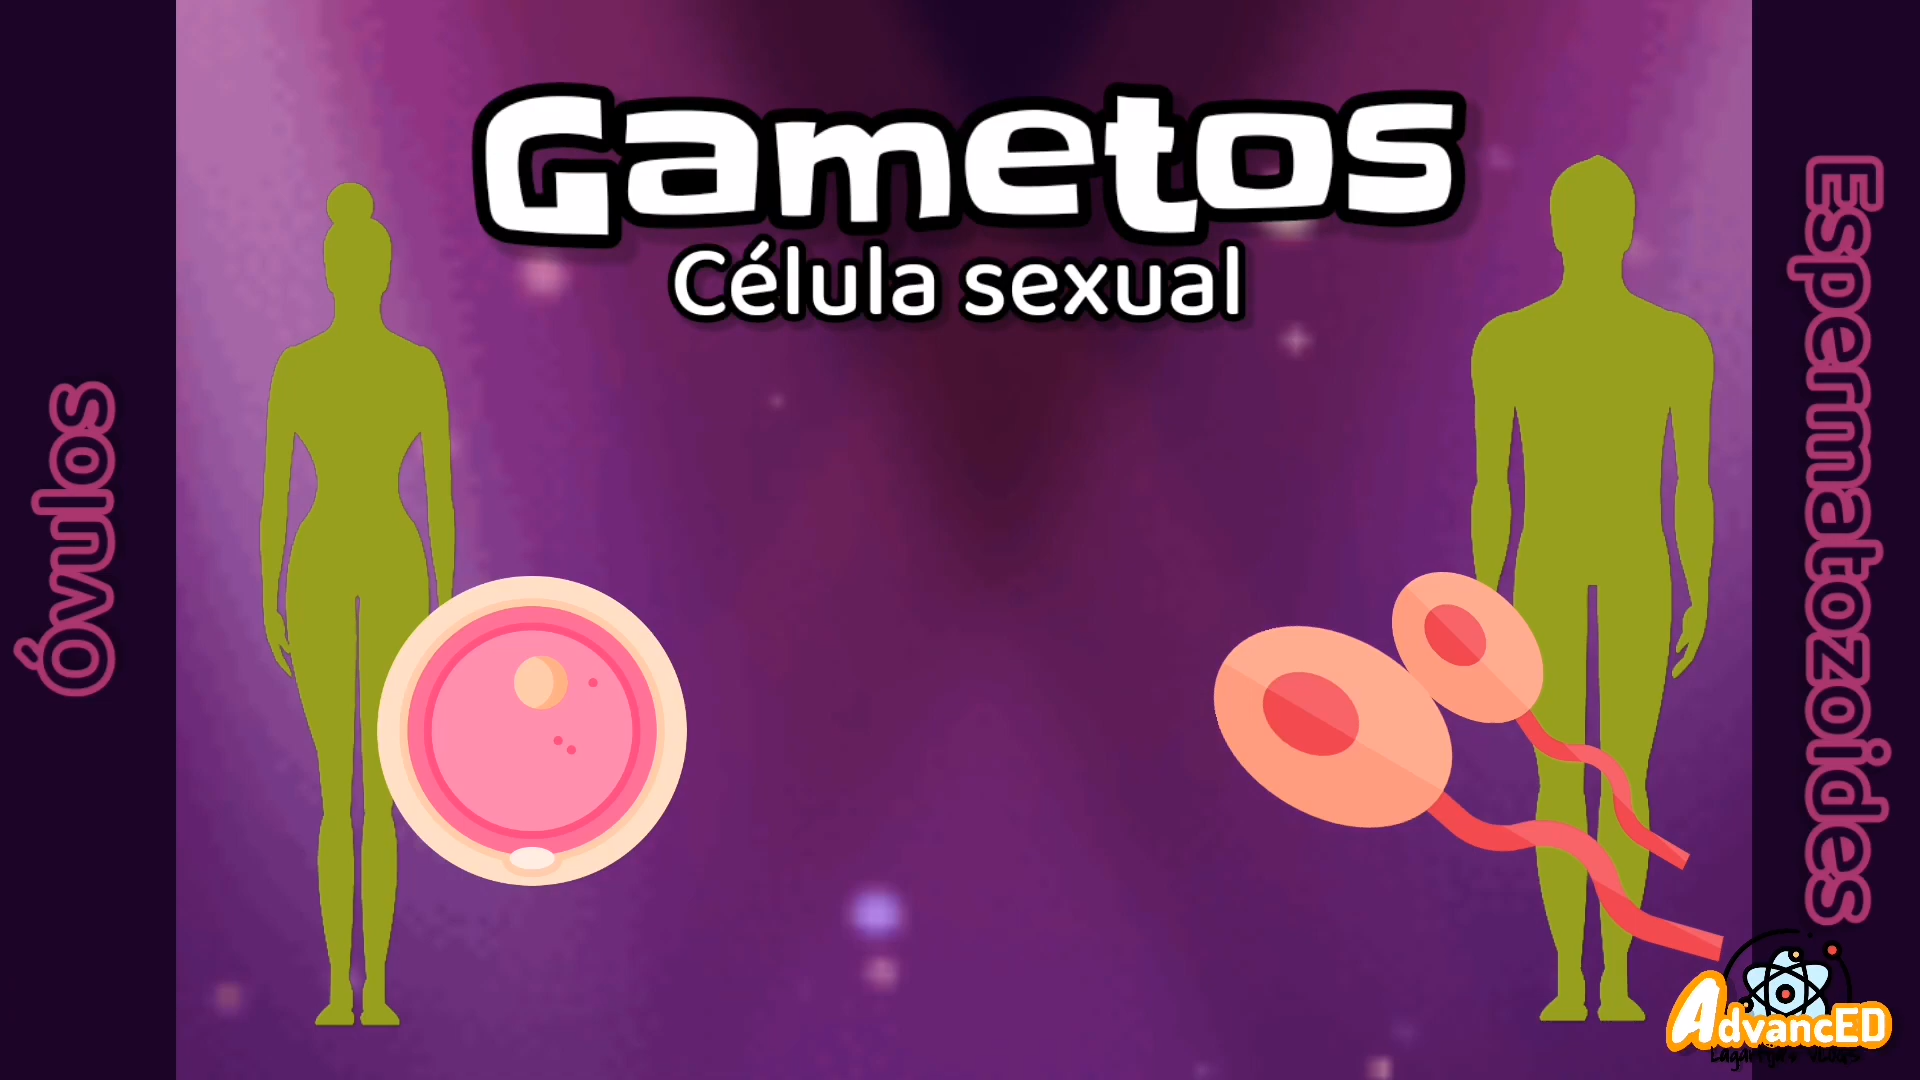 Gametos
Célula sexual
Óvulos
Espermatozoides
AdvancED